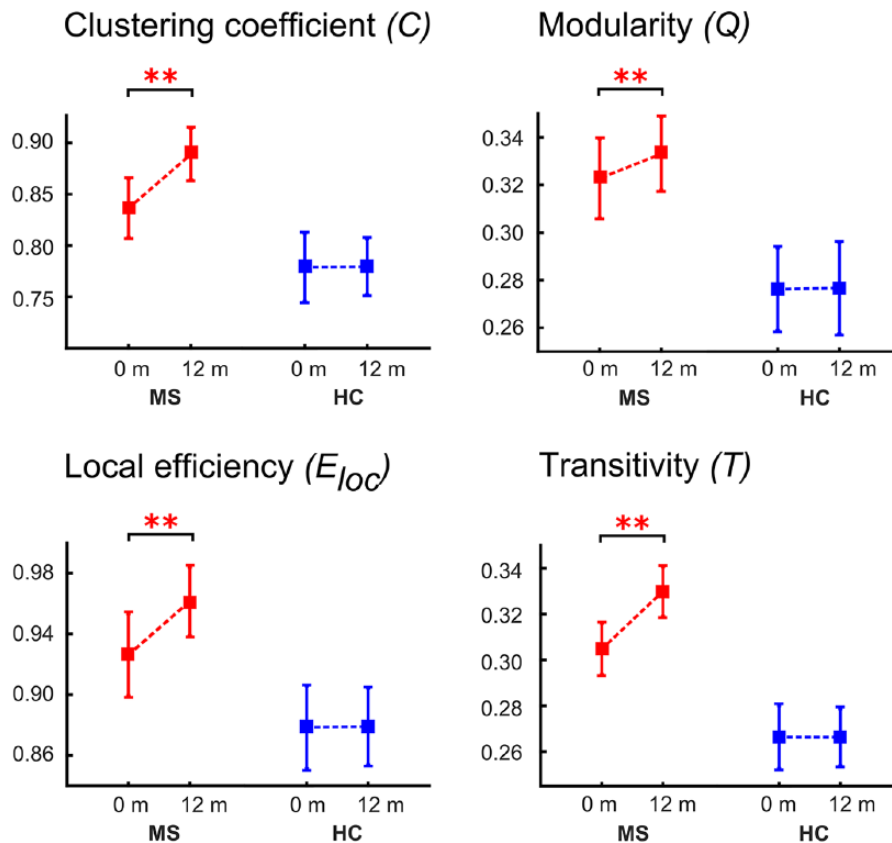 Clustering coefficient (C)
**
0.90
0.85
0.80
0.75
0 m 12 m 0 m 12 m
MS HC
Modularity (Q)
**
0.34
0.32
0.30
0.28
0.26
0 m 12 m 0 m 12 m
MS HC
Local efficiency (Eloc)
**
0.98
0.94
0.90
0.86
0 m 12 m 0 m 12 m
MS HC
Transitivity (T)
**
0.34
0.32
0.30
0.28
0.26
0 m 12 m 0 m 12 m
MS HC